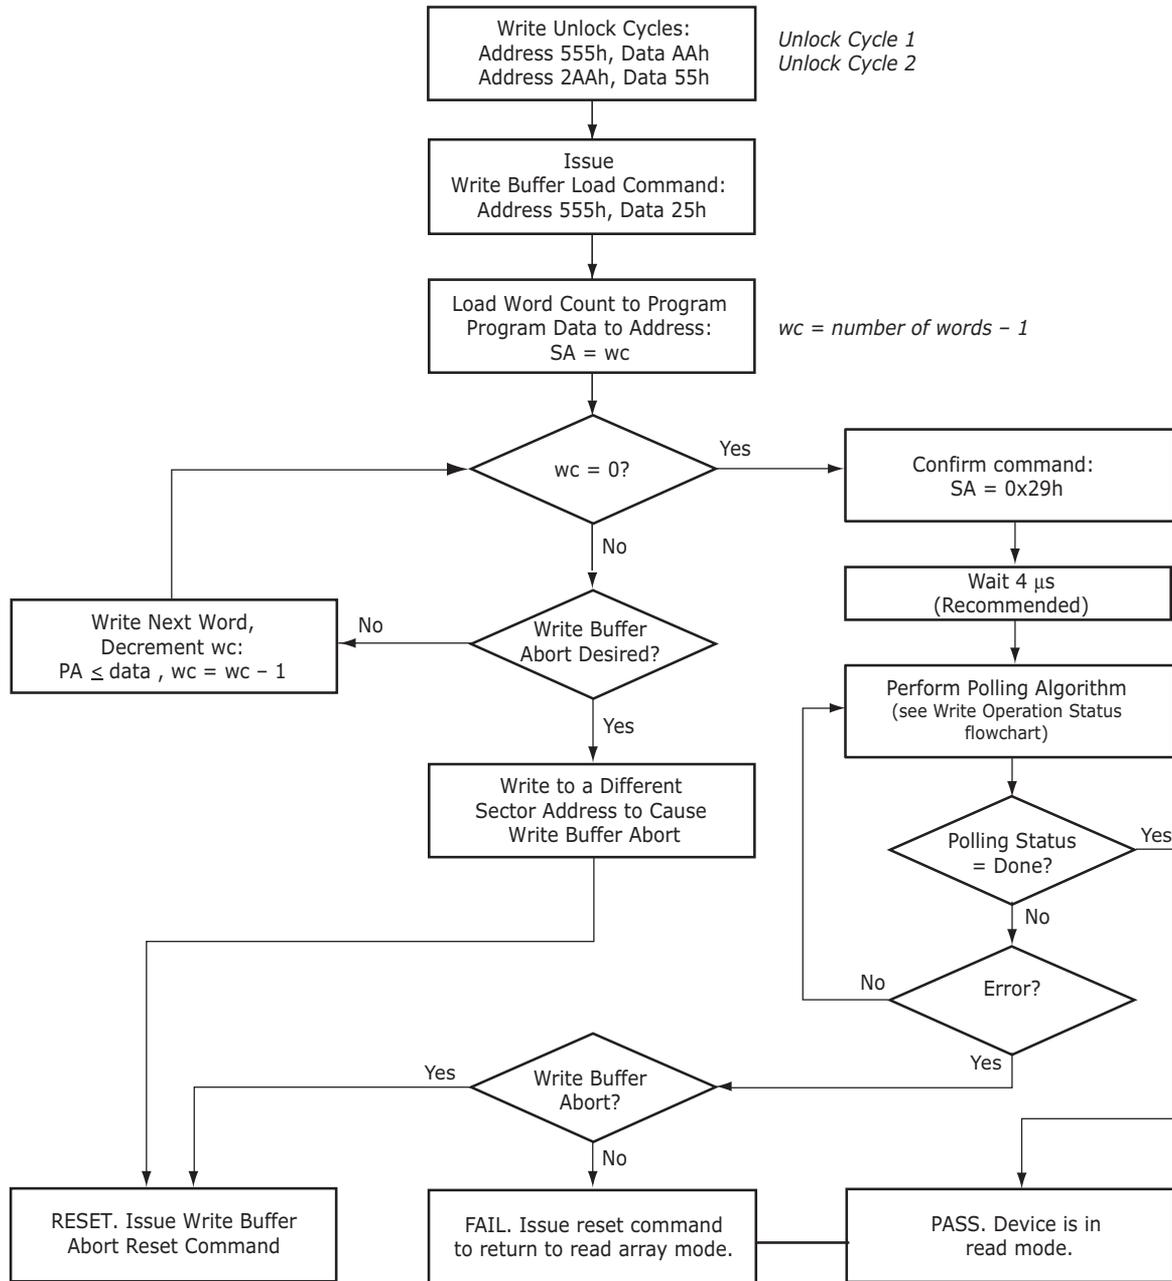 Write Unlock Cycles:
Address 555h, Data AAh
Address 2AAh, Data 55h
Unlock Cycle 1
Unlock Cycle 2
Issue
Write Buffer Load Command:
Address 555h, Data 25h
Load Word Count to Program
Program Data to Address:
SA = wc
wc = number of words – 1
wc = 0?
Yes
Confirm command:
SA = 0x29h
No
Wait 4 μs
(Recommended)
Write Next Word,
Decrement wc:
PA ≤ data , wc = wc – 1
No
Write Buffer
Abort Desired?
Perform Polling Algorithm
(see Write Operation Status
flowchart)
Yes
Write to a Different
Sector Address to Cause
Write Buffer Abort
Polling Status
= Done?
Yes
No
Error?
No
Yes
Write Buffer
Abort?
Yes
No
RESET. Issue Write Buffer
Abort Reset Command
FAIL. Issue reset command
to return to read array mode.
PASS. Device is in
read mode.